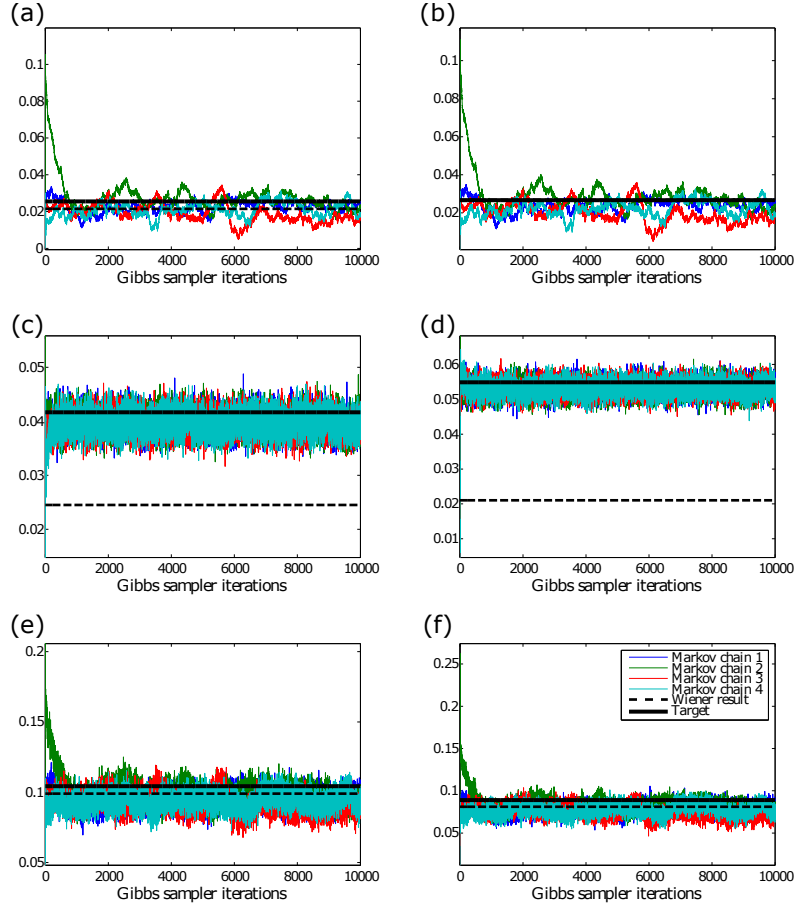 (a)
0.1
0.08
0.06
0.04
0.02
0
0 2000 4000 6000 8000 10000
Gibbs sampler iterations
(b)
0.1
0.08
0.06
0.04
0.02
0 2000 4000 6000 8000 10000
Gibbs sampler iterations
(c)
0.05
0.04
0.03
0.02
0 2000 4000 6000 8000 10000
Gibbs sampler iterations
(d)
0.06
0.05
0.04
0.03
0.02
0.01
0 2000 4000 6000 8000 10000
Gibbs sampler iterations
(e)
0.2
0.15
0.1
0.05
0 2000 4000 6000 8000 10000
Gibbs sampler iterations
(f)
0.25
0.2
0.15
0.1
0.05
Markov chain 1
Markov chain 2
Markov chain 3
Markov chain 4
Wiener result
Target
0 2000 4000 6000 8000 10000
Gibbs sampler iterations